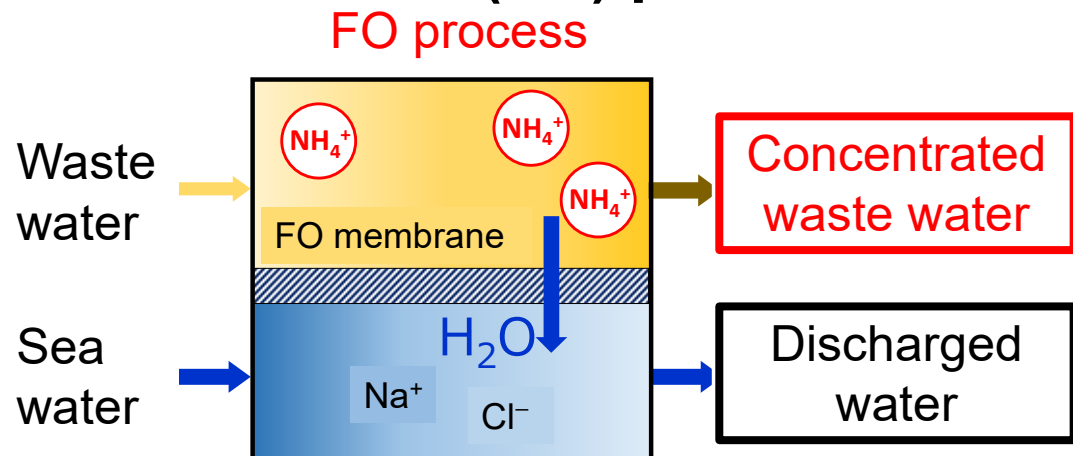 FO process
Waste
water
NH₄⁺
NH₄⁺
NH₄⁺
FO membrane
Concentrated
waste water
Sea
water
H₂O
Na⁺
Cl⁻
Discharged
water